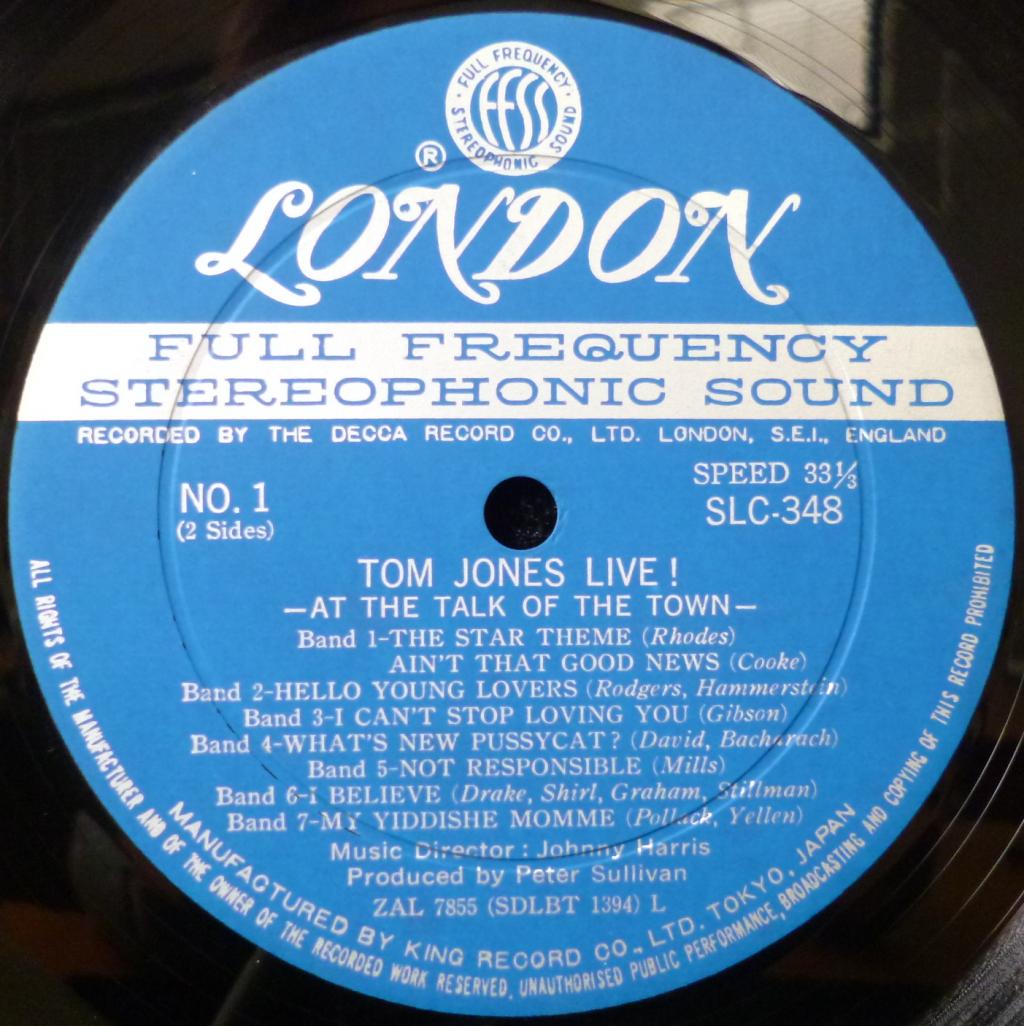 FULL FREQUENCY
ffss
STEREOPHONIC SOUND
®
LONDON
FULL FREQUENCY
STEREOPHONIC SOUND
RECORDED BY THE DECCA RECORD CO., LTD. LONDON, S.E.I., ENGLAND
NO. 1
(2 Sides)
SPEED 33⅓
SLC-348
TOM JONES LIVE!
—AT THE TALK OF THE TOWN—
Band 1-THE STAR THEME (Rhodes)
AIN'T THAT GOOD NEWS (Cooke)
Band 2-HELLO YOUNG LOVERS (Rodgers, Hammerstein)
Band 3-I CAN'T STOP LOVING YOU (Gibson)
Band 4-WHAT'S NEW PUSSYCAT? (David, Bacharach)
Band 5-NOT RESPONSIBLE (Mills)
Band 6-I BELIEVE (Drake, Shirl, Graham, Stillman)
Band 7-MY YIDDISHE MOMME (Pollack, Yellen)
Music Director : Johnny Harris
Produced by Peter Sullivan
ZAL 7855 (SDLBT 1394) L
MANUFACTURED BY KING RECORD CO., LTD. TOKYO, JAPAN
ALL RIGHTS OF THE MANUFACTURER AND OF THE OWNER OF THE RECORDED WORK RESERVED, UNAUTHORISED PUBLIC PERFORMANCE, BROADCASTING AND COPYING OF THIS RECORD PROHIBITED